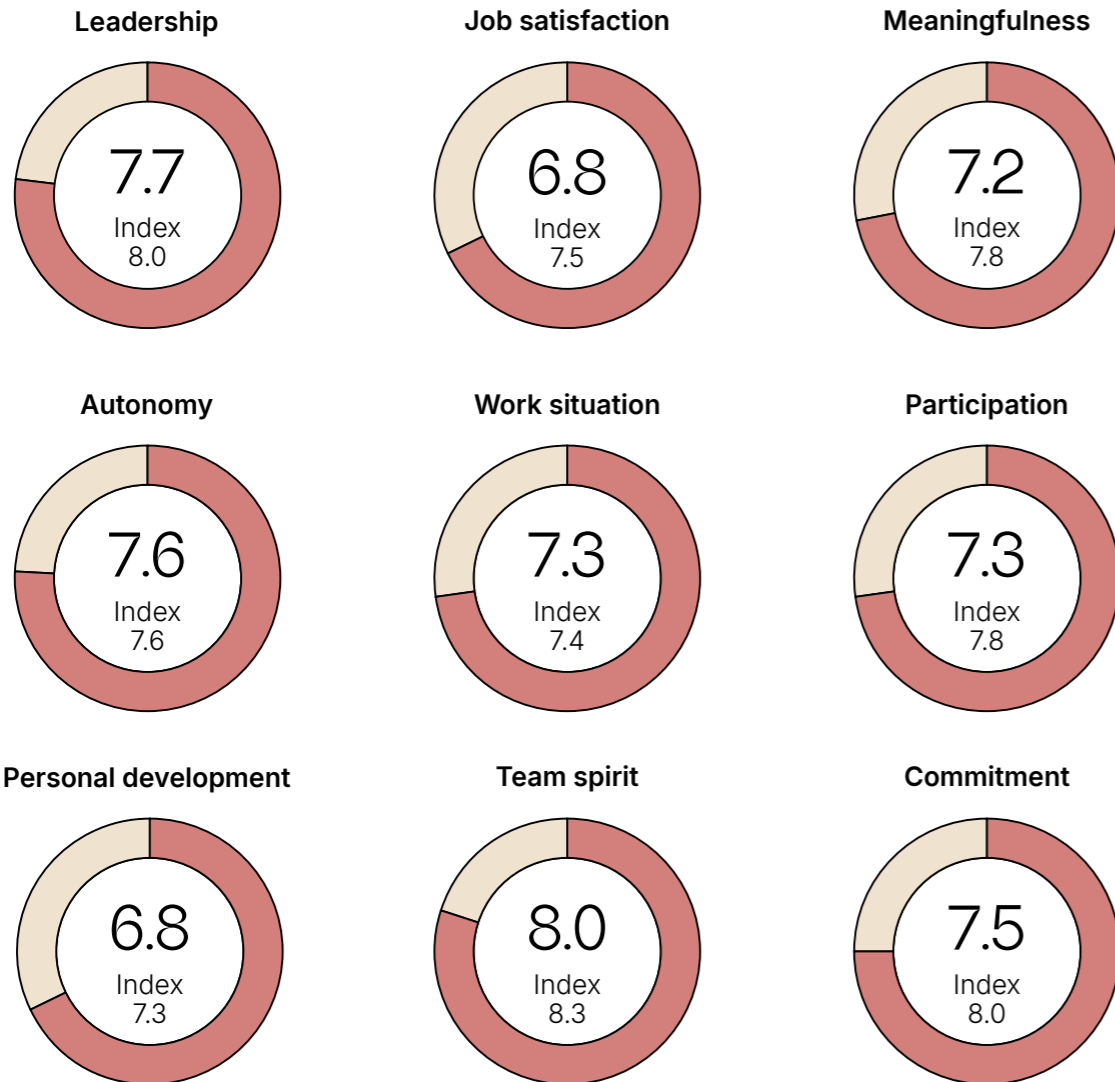 Leadership
7.7
Index
8.0
Job satisfaction
6.8
Index
7.5
Meaningfulness
7.2
Index
7.8
Autonomy
7.6
Index
7.6
Work situation
7.3
Index
7.4
Participation
7.3
Index
7.8
Personal development
6.8
Index
7.3
Team spirit
8.0
Index
8.3
Commitment
7.5
Index
8.0